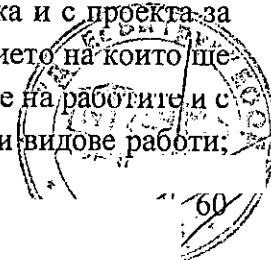 ка и с проекта за
ието на които ще
е на работите и с
и видове работи;
60